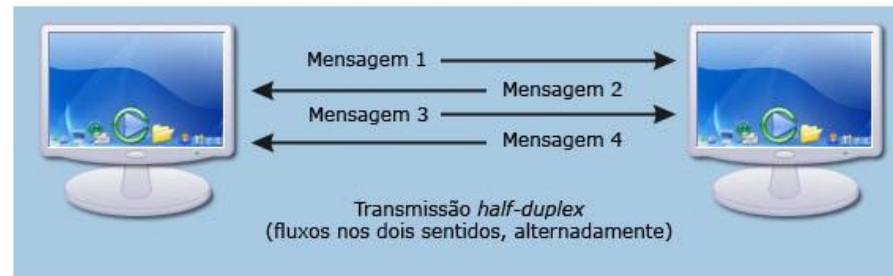 Mensagem 1
Mensagem 2
Mensagem 3
Mensagem 4
Transmissão half-duplex
(fluxos nos dois sentidos, alternadamente)